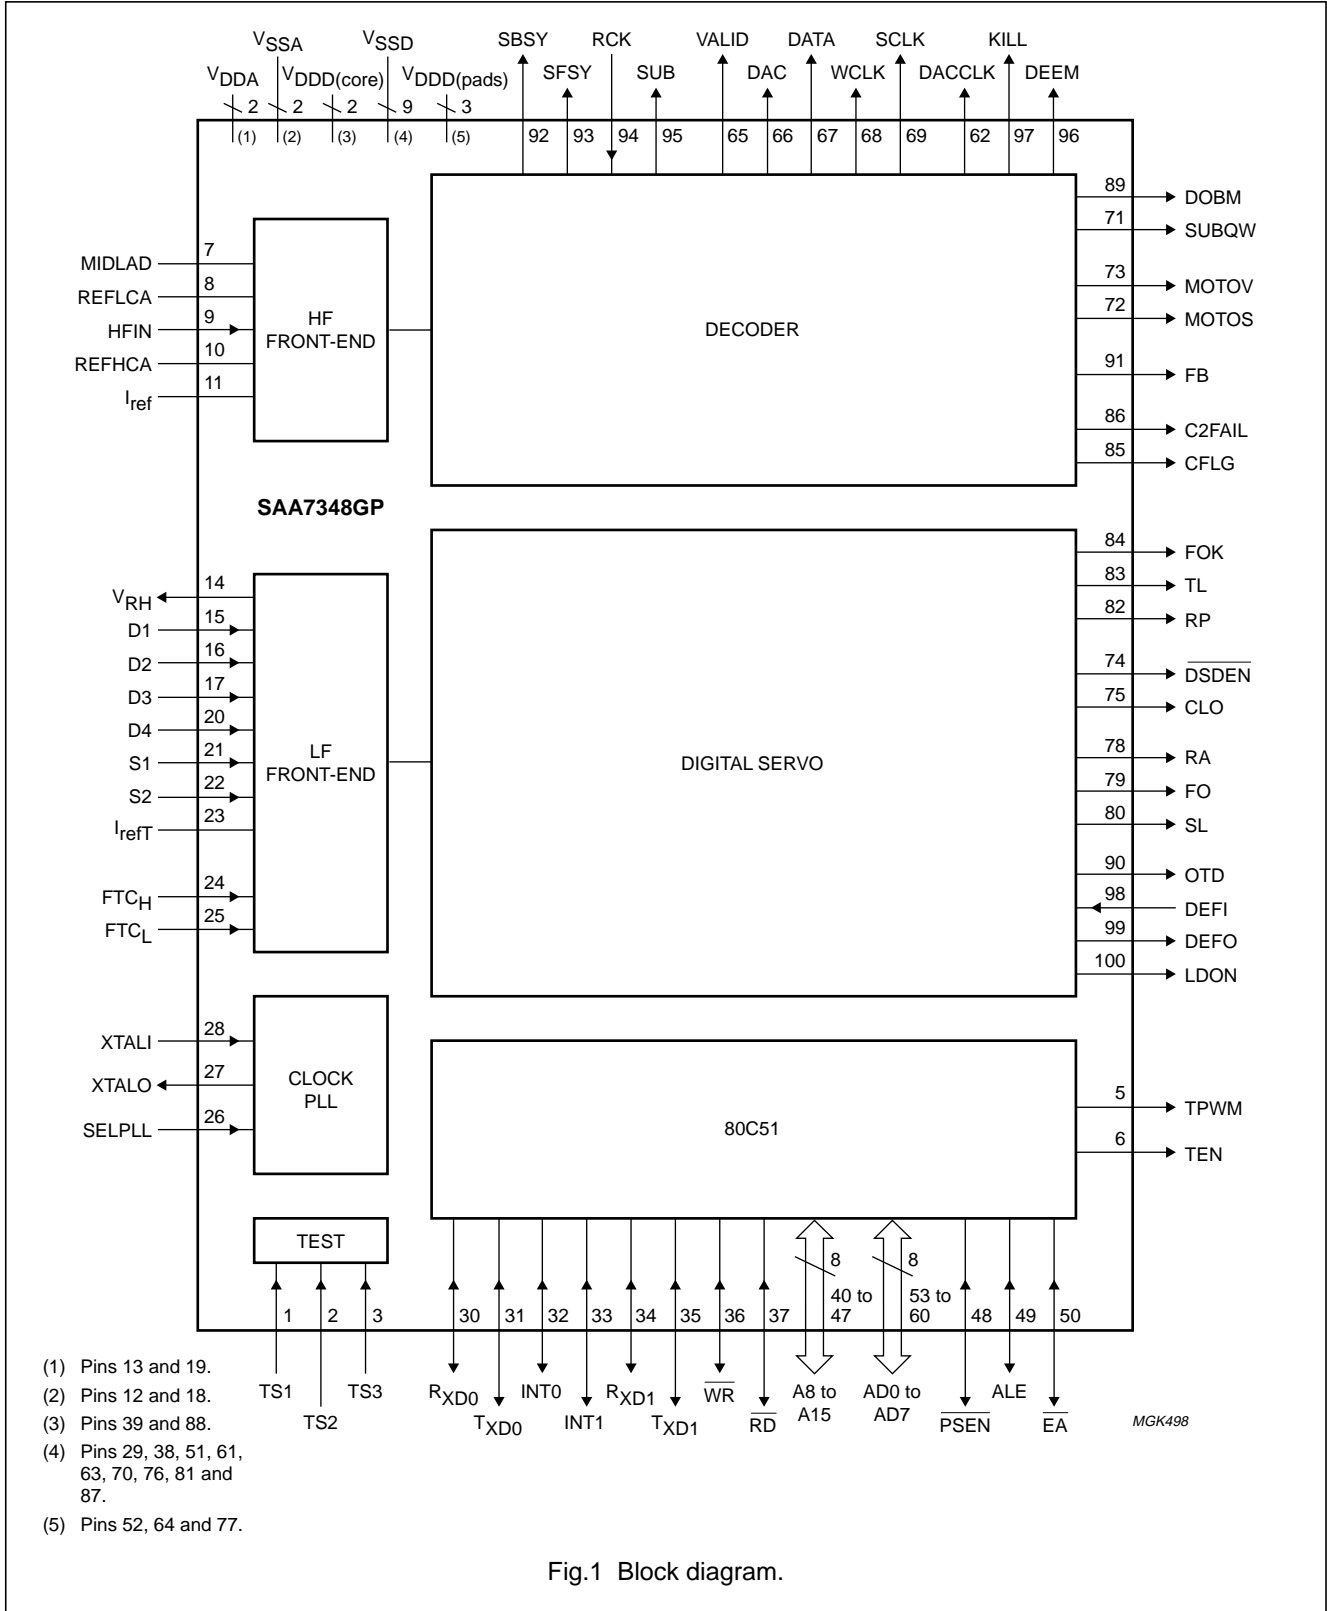 VSSA VSSD SBSY RCK VALID DATA SCLK KILL
VDDA VDDD(core) VDDD(pads) SFSY SUB DAC WCLK DACCLK DEEM
2 2 2 9 3
(1) (2) (3) (4) (5) 92 93 94 95 65 66 67 68 69 62 97 96
89 DOBM
71 SUBQW
7 MIDLAD
8 REFLCA
9 HFIN
10 REFHCA
11 Iref
HF
FRONT-END
DECODER
73 MOTOV
72 MOTOS
91 FB
86 C2FAIL
85 CFLG
SAA7348GP
14 VRH
15 D1
16 D2
17 D3
20 D4
21 S1
22 S2
23 IrefT
24 FTCH
25 FTCL
LF
FRONT-END
DIGITAL SERVO
84 FOK
83 TL
82 RP
74 D̅S̅D̅E̅N̅
75 CLO
78 RA
79 FO
80 SL
90 OTD
98 DEFI
99 DEFO
100 LDON
28 XTALI
27 XTALO
26 SELPLL
CLOCK
PLL
80C51
5 TPWM
6 TEN
TEST
8 8
40 to 53 to
1 2 3 30 31 32 33 34 35 36 37 47 60 48 49 50
TS1 TS3 RXD0 INT0 RXD1 W̅R̅ A8 to AD0 to ALE
TS2 TXD0 INT1 TXD1 R̅D̅ A15 AD7 P̅S̅E̅N̅ E̅A̅
MGK498
(1) Pins 13 and 19.
(2) Pins 12 and 18.
(3) Pins 39 and 88.
(4) Pins 29, 38, 51, 61,
63, 70, 76, 81 and
87.
(5) Pins 52, 64 and 77.
Fig.1 Block diagram.